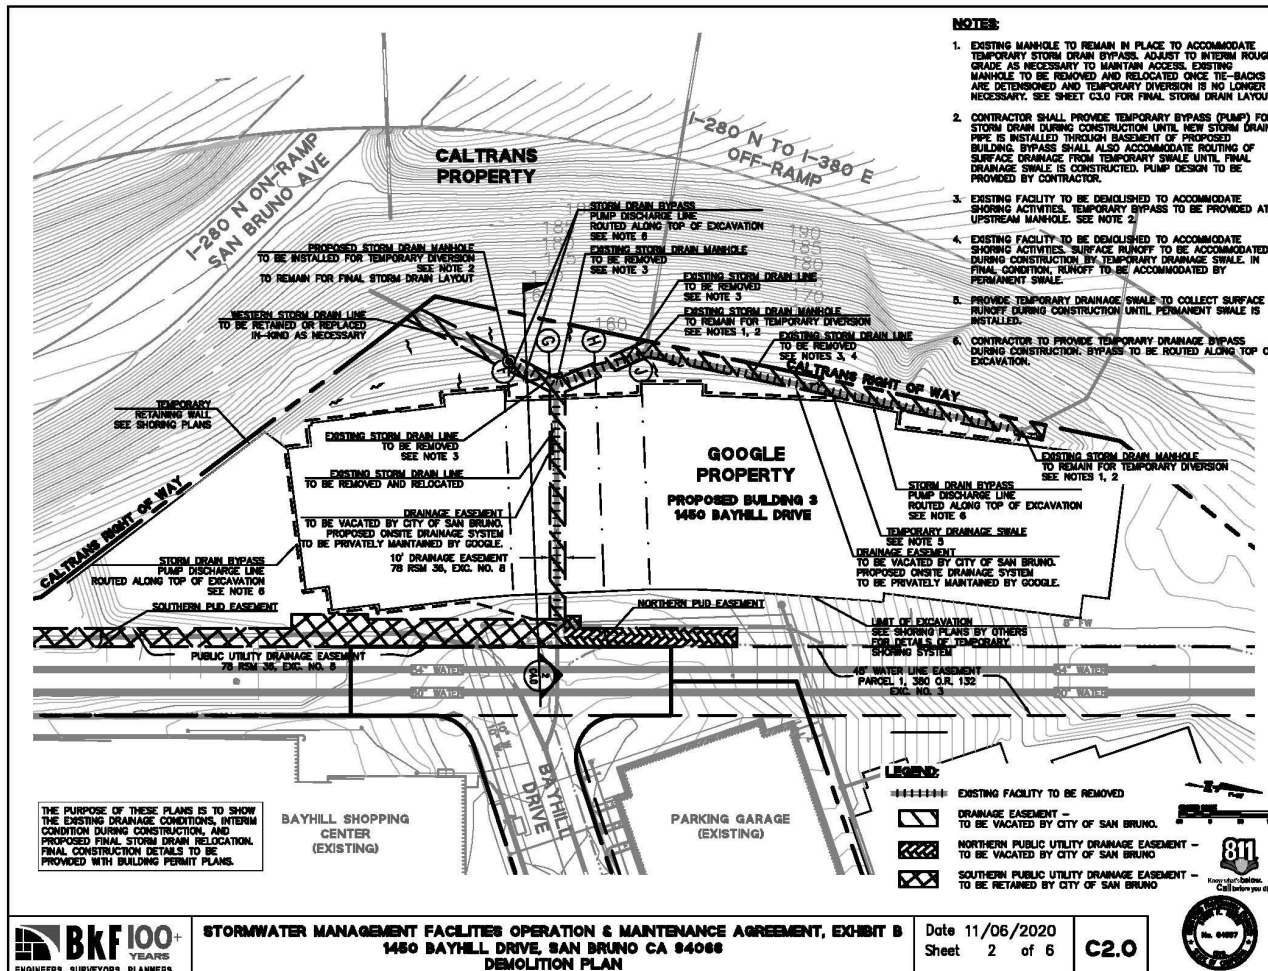 NOTES:
1. EXISTING MANHOLE TO REMAIN IN PLACE TO ACCOMMODATE
TEMPORARY STORM DRAIN BYPASS. ADJUST TO INTERIM ROUGH
GRADE AS NECESSARY TO MAINTAIN ACCESS. EXISTING
MANHOLE TO BE REMOVED AND RELOCATED ONCE TIE-BACKS
ARE DETENSIONED AND TEMPORARY DIVERSION IS NO LONGER
NECESSARY. SEE SHEET C3.0 FOR FINAL STORM DRAIN LAYOU
2. CONTRACTOR SHALL PROVIDE TEMPORARY BYPASS (PUMP) FO
STORM DRAIN DURING CONSTRUCTION UNTIL NEW STORM DRAIN
PIPE IS INSTALLED THROUGH BASEMENT OF PROPOSED
BUILDING. BYPASS SHALL ALSO ACCOMMODATE ROUTING OF
SURFACE DRAINAGE FROM TEMPORARY SWALE UNTIL FINAL
DRAINAGE SWALE IS CONSTRUCTED. PUMP DESIGN TO BE
PROVIDED BY CONTRACTOR.
3. EXISTING FACILITY TO BE DEMOLISHED TO ACCOMMODATE
SHORING ACTIVITIES. TEMPORARY BYPASS TO BE PROVIDED AT
UPSTREAM MANHOLE. SEE NOTE 2.
4. EXISTING FACILITY TO BE DEMOLISHED TO ACCOMMODATE
SHORING ACTIVITIES. SURFACE RUNOFF TO BE ACCOMMODATED
DURING CONSTRUCTION BY TEMPORARY DRAINAGE SWALE. IN
FINAL CONDITION, RUNOFF TO BE ACCOMMODATED BY
PERMANENT SWALE.
5. PROVIDE TEMPORARY DRAINAGE SWALE TO COLLECT SURFACE
RUNOFF DURING CONSTRUCTION UNTIL PERMANENT SWALE IS
INSTALLED.
6. CONTRACTOR TO PROVIDE TEMPORARY DRAINAGE BYPASS
DURING CONSTRUCTION. BYPASS TO BE ROUTED ALONG TOP O
EXCAVATION.
I-280 N ON-RAMP
SAN BRUNO AVE
CALTRANS
PROPERTY
I-280 N TO I-380 E
OFF-RAMP
190
185
180
170
160
STORM DRAIN BYPASS
PUMP DISCHARGE LINE
ROUTED ALONG TOP OF EXCAVATION
SEE NOTE 6
PROPOSED STORM DRAIN MANHOLE
TO BE INSTALLED FOR TEMPORARY DIVERSION
SEE NOTE 2
TO REMAIN FOR FINAL STORM DRAIN LAYOUT
EXISTING STORM DRAIN MANHOLE
TO BE REMOVED
SEE NOTE 3
EXISTING STORM DRAIN LINE
TO BE REMOVED
SEE NOTE 3
WESTERN STORM DRAIN LINE
TO BE RETAINED OR REPLACED
IN-KIND AS NECESSARY
EXISTING STORM DRAIN MANHOLE
TO REMAIN FOR TEMPORARY DIVERSION
SEE NOTES 1, 2
EXISTING STORM DRAIN LINE
TO BE REMOVED
SEE NOTES 3, 4
CALTRANS RIGHT OF WAY
G
H
J
TEMPORARY
RETAINING WALL
SEE SHORING PLANS
EXISTING STORM DRAIN LINE
TO BE REMOVED
SEE NOTE 3
EXISTING STORM DRAIN LINE
TO BE REMOVED AND RELOCATED
DRAINAGE EASEMENT
TO BE VACATED BY CITY OF SAN BRUNO.
PROPOSED ONSITE DRAINAGE SYSTEM
TO BE PRIVATELY MAINTAINED BY GOOGLE.
10' DRAINAGE EASEMENT
78 RSM 36, EXC. NO. 8
GOOGLE
PROPERTY
PROPOSED BUILDING 3
1450 BAYHILL DRIVE
EXISTING STORM DRAIN MANHOLE
TO REMAIN FOR TEMPORARY DIVERSION
SEE NOTES 1, 2
STORM DRAIN BYPASS
PUMP DISCHARGE LINE
ROUTED ALONG TOP OF EXCAVATION
SEE NOTE 6
TEMPORARY DRAINAGE SWALE
SEE NOTE 5
DRAINAGE EASEMENT
TO BE VACATED BY CITY OF SAN BRUNO.
PROPOSED ONSITE DRAINAGE SYSTEM
TO BE PRIVATELY MAINTAINED BY GOOGLE.
CALTRANS RIGHT OF WAY
STORM DRAIN BYPASS
PUMP DISCHARGE LINE
ROUTED ALONG TOP OF EXCAVATION
SEE NOTE 6
SOUTHERN PUD EASEMENT
NORTHERN PUD EASEMENT
LIMIT OF EXCAVATION
SEE SHORING PLANS BY OTHERS
FOR DETAILS OF TEMPORARY
SHORING SYSTEM
PUBLIC UTILITY DRAINAGE EASEMENT
78 RSM 36, EXC. NO. 8
45' WATER LINE EASEMENT
PARCEL 1, 380 O.R. 132
EXC. NO. 3
54" WATER
60" WATER
54" WATER
60" WATER
2
C4.0
BAYHILL
DRIVE
BAYHILL SHOPPING
CENTER
(EXISTING)
PARKING GARAGE
(EXISTING)
THE PURPOSE OF THESE PLANS IS TO SHOW
THE EXISTING DRAINAGE CONDITIONS, INTERIM
CONDITION DURING CONSTRUCTION, AND
PROPOSED FINAL STORM DRAIN RELOCATION.
FINAL CONSTRUCTION DETAILS TO BE
PROVIDED WITH BUILDING PERMIT PLANS.
LEGEND:
EXISTING FACILITY TO BE REMOVED
DRAINAGE EASEMENT -
TO BE VACATED BY CITY OF SAN BRUNO.
NORTHERN PUBLIC UTILITY DRAINAGE EASEMENT -
TO BE VACATED BY CITY OF SAN BRUNO
SOUTHERN PUBLIC UTILITY DRAINAGE EASEMENT -
TO BE RETAINED BY CITY OF SAN BRUNO
811
Know what's below.
Call before you di
BKF 100+
YEARS
ENGINEERS SURVEYORS PLANNERS
STORMWATER MANAGEMENT FACILITIES OPERATION & MAINTENANCE AGREEMENT, EXHIBIT B
1450 BAYHILL DRIVE, SAN BRUNO CA 94066
DEMOLITION PLAN
Date 11/06/2020
Sheet 2 of 6
C2.0